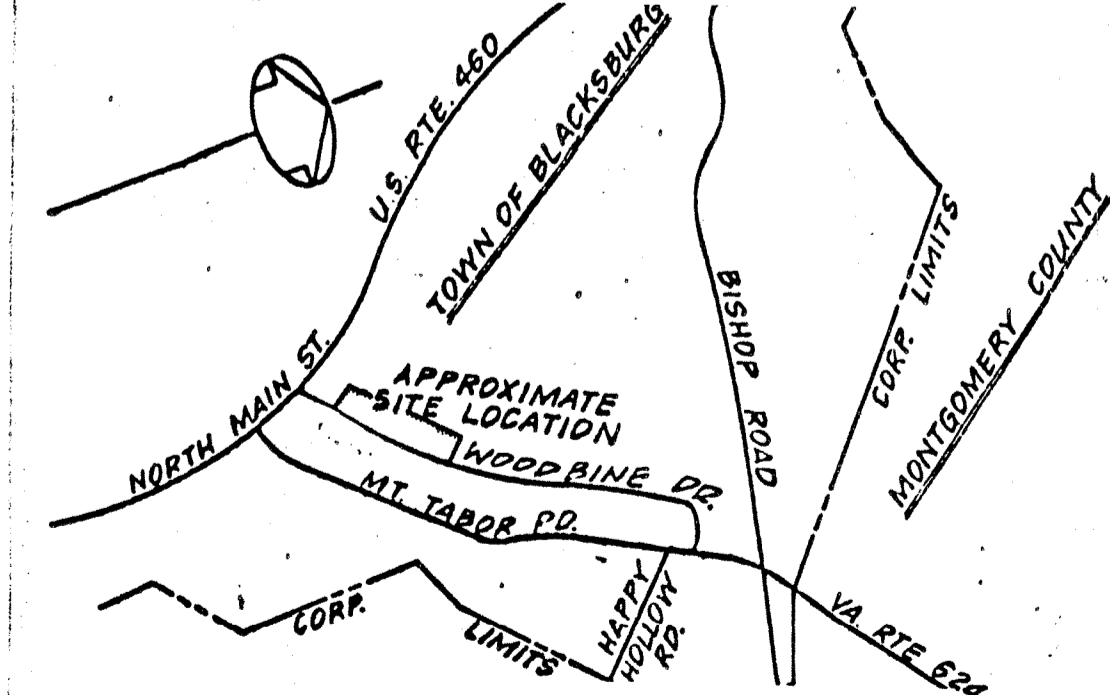 U.S. RTE. 460
TOWN OF BLACKSBURG
BISHOP ROAD
CORP. LIMITS
MONTGOMERY COUNTY
NORTH MAIN ST.
APPROXIMATE
SITE LOCATION
WOODBINE DR.
MT. TABOR RD.
CORP.
LIMITS
HAPPY
HOLLOW
RD.
VA. RTE 624